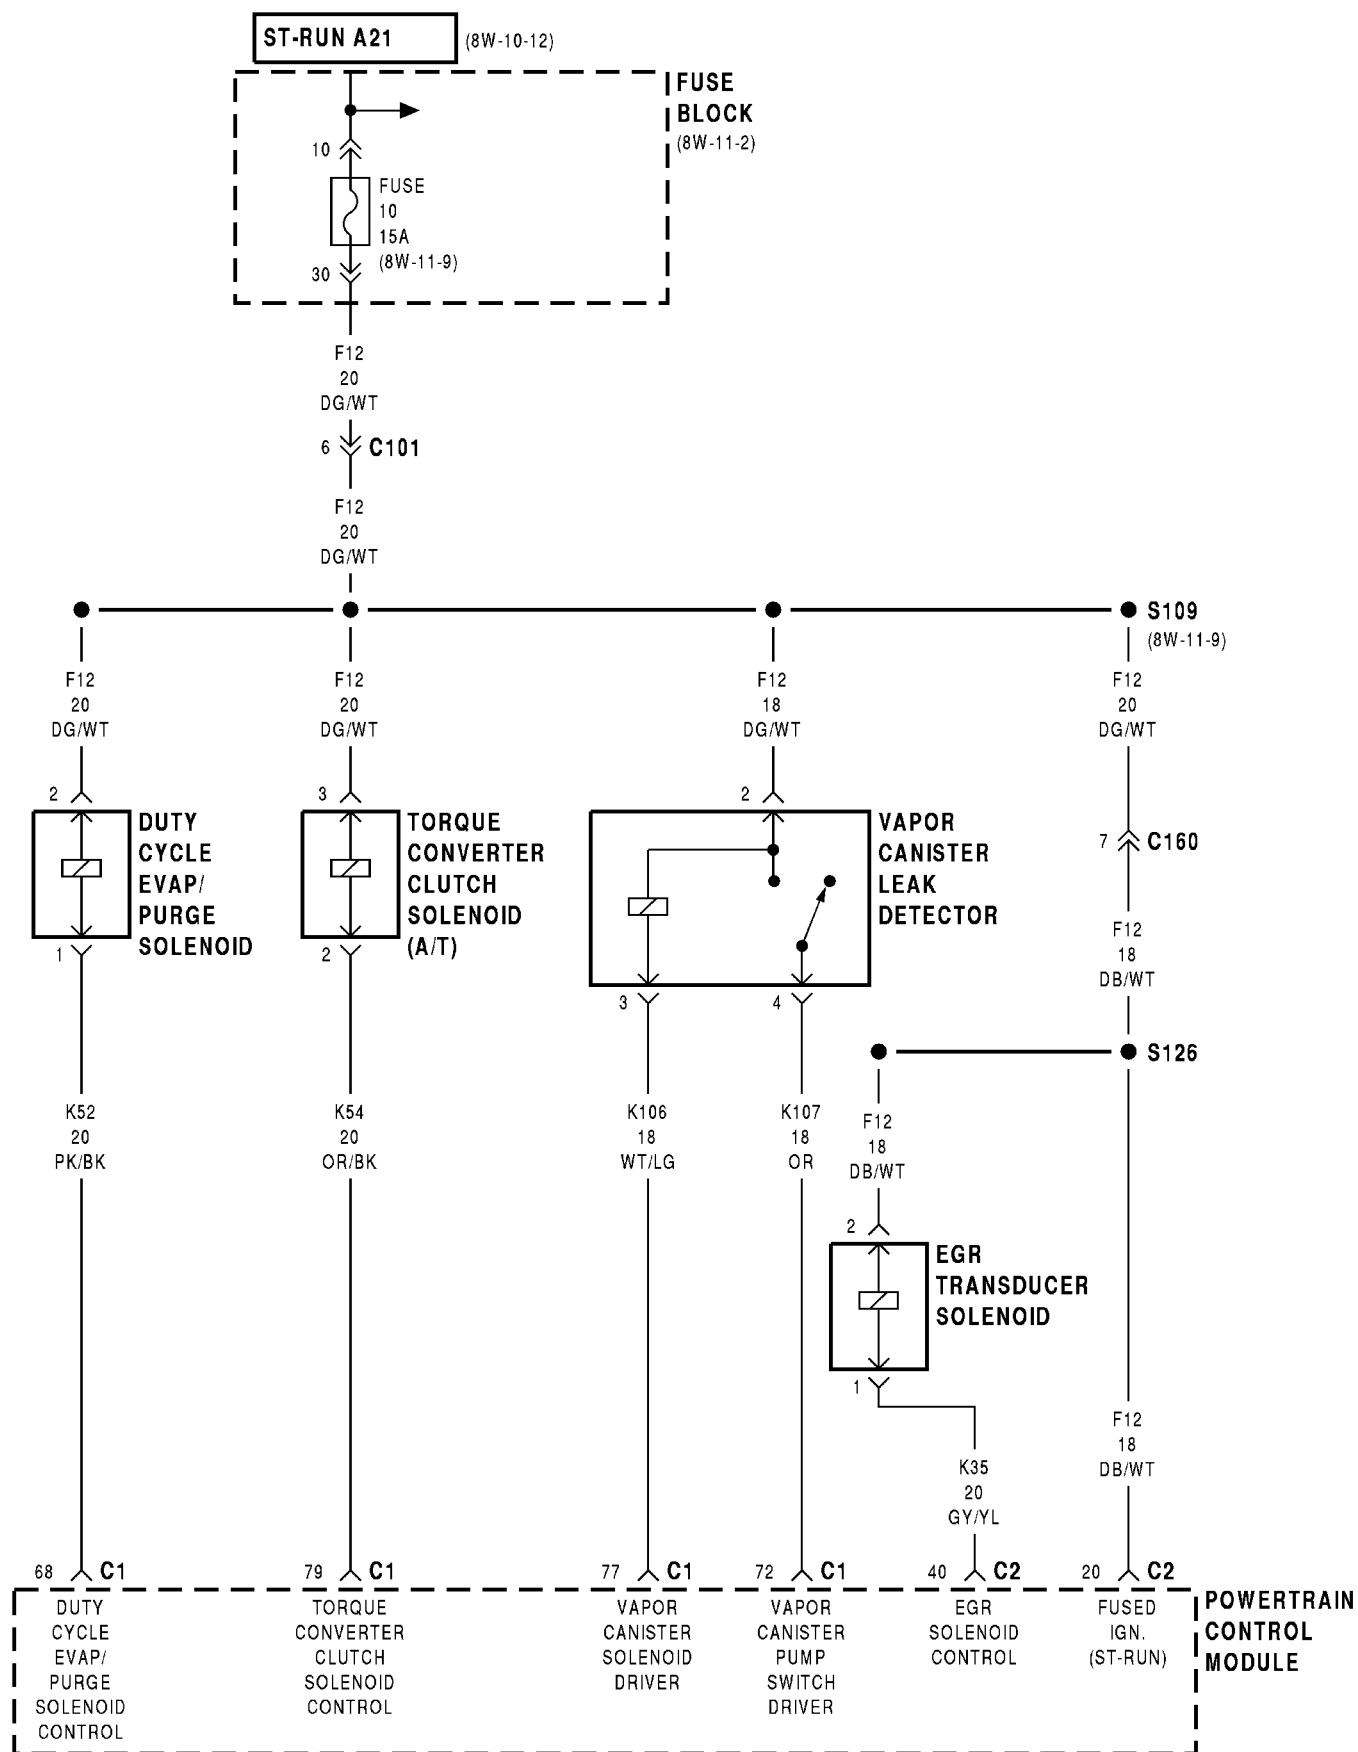 ST-RUN A21
(8W-10-12)
FUSE
BLOCK
(8W-11-2)
10
FUSE
10
15A
(8W-11-9)
30
F12
20
DG/WT
6
C101
F12
20
DG/WT
S109
(8W-11-9)
F12
20
DG/WT
F12
20
DG/WT
F12
18
DG/WT
F12
20
DG/WT
2
DUTY
CYCLE
EVAP/
PURGE
SOLENOID
1
3
TORQUE
CONVERTER
CLUTCH
SOLENOID
(A/T)
2
2
VAPOR
CANISTER
LEAK
DETECTOR
3
4
7
C160
F12
18
DB/WT
S126
K52
20
PK/BK
K54
20
OR/BK
K106
18
WT/LG
K107
18
OR
F12
18
DB/WT
2
EGR
TRANSDUCER
SOLENOID
1
K35
20
GY/YL
F12
18
DB/WT
68
C1
79
C1
77
C1
72
C1
40
C2
20
C2
DUTY
CYCLE
EVAP/
PURGE
SOLENOID
CONTROL
TORQUE
CONVERTER
CLUTCH
SOLENOID
CONTROL
VAPOR
CANISTER
SOLENOID
DRIVER
VAPOR
CANISTER
PUMP
SWITCH
DRIVER
EGR
SOLENOID
CONTROL
FUSED
IGN.
(ST-RUN)
POWERTRAIN
CONTROL
MODULE